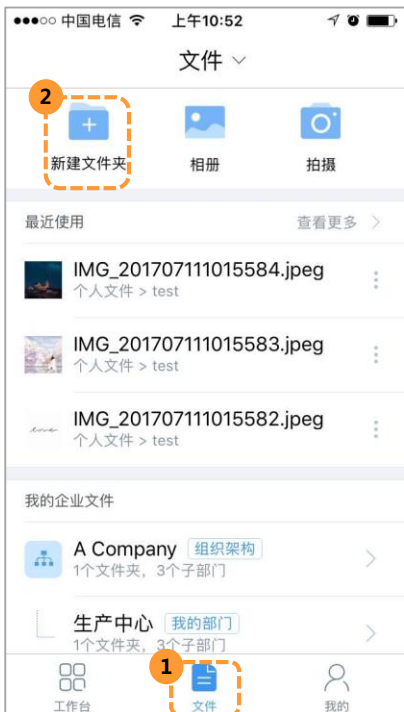 中国电信 上午10:52
文件
2
新建文件夹 相册 拍摄
最近使用 查看更多
IMG_201707111015584.jpeg
个人文件 > test
IMG_201707111015583.jpeg
个人文件 > test
love
IMG_201707111015582.jpeg
个人文件 > test
我的企业文件
A Company 组织架构
1个文件夹，3个子部门
生产中心 我的部门
1个文件夹，3个子部门
1
工作台 文件 我的